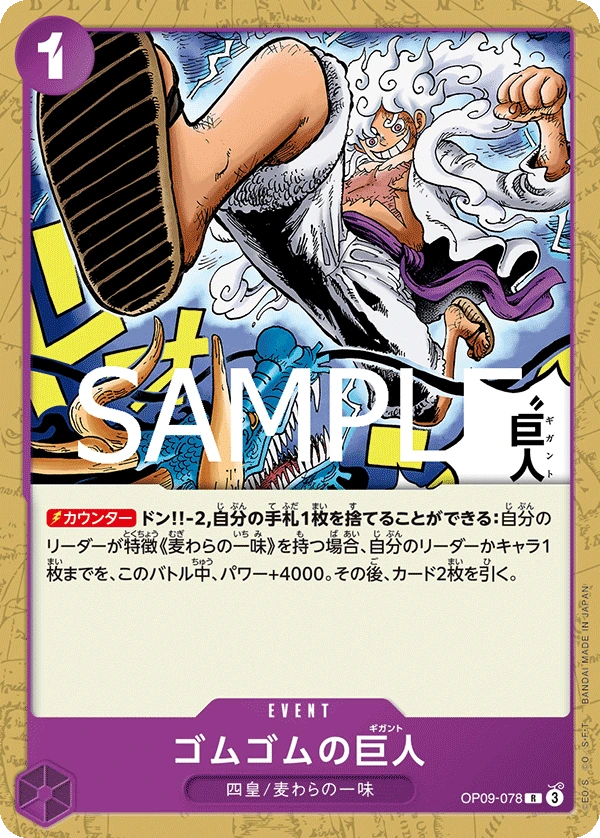 1
SAMPLE
〝巨人
ギガント
カウンター ドン!!-2,自分の手札1枚を捨てることができる:自分の
リーダーが特徴《麦わらの一味》を持つ場合、自分のリーダーかキャラ1
枚までを、このバトル中、パワー+4000。その後、カード2枚を引く。
EVENT
ギガント
ゴムゴムの巨人
四皇/麦わらの一味
OP09-078 R 3
BANDAI MADE IN JAPAN